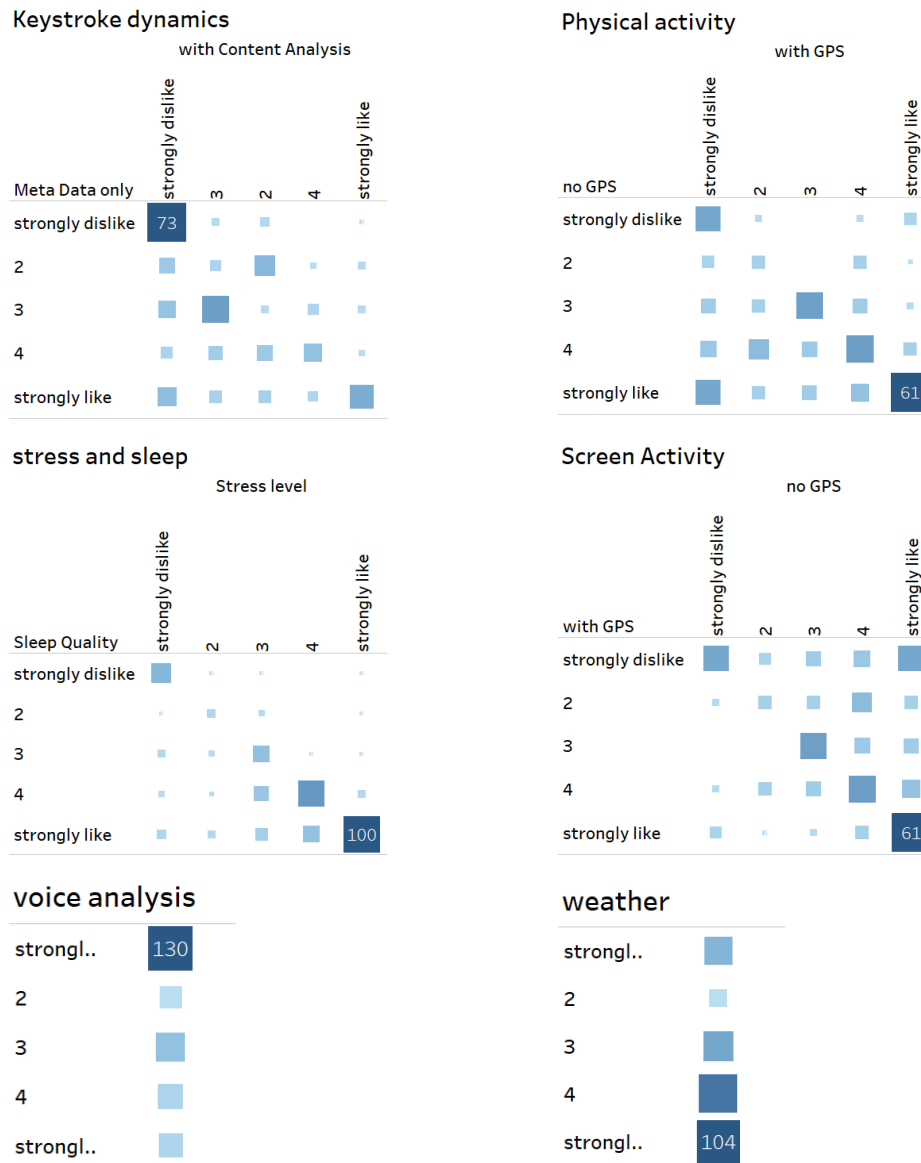 Keystroke dynamics
with Content Analysis
strongly dislike
3
2
4
strongly like
Meta Data only
strongly dislike
73
2
3
4
strongly like
Physical activity
with GPS
strongly dislike
2
3
4
strongly like
no GPS
strongly dislike
2
3
4
strongly like
61
stress and sleep
Stress level
strongly dislike
2
3
4
strongly like
Sleep Quality
strongly dislike
2
3
4
strongly like
100
Screen Activity
no GPS
strongly dislike
2
3
4
strongly like
with GPS
strongly dislike
2
3
4
strongly like
61
voice analysis
strongl..
130
2
3
4
strongl..
weather
strongl..
2
3
4
strongl..
104